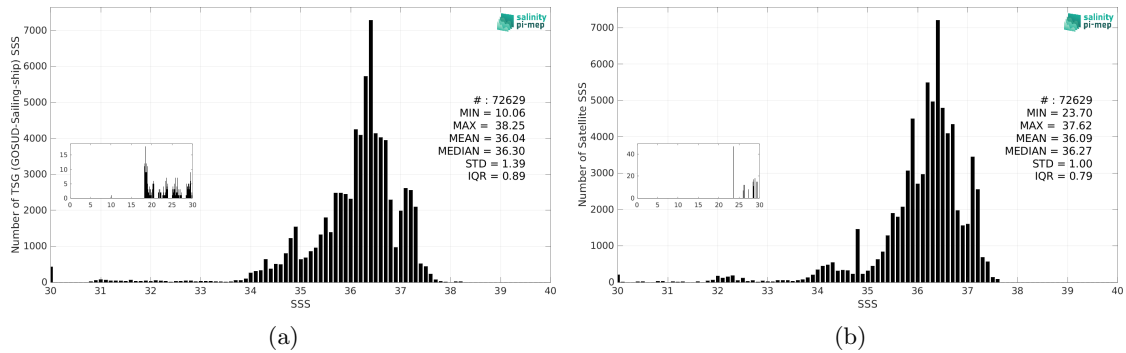 7000
6000
5000
4000
3000
2000
1000
0
Number of TSG (GOSUD-Sailing-ship) SSS
salinity
pi-mep
# : 72629
MIN = 10.06
MAX = 38.25
MEAN = 36.04
MEDIAN = 36.30
STD = 1.39
IQR = 0.89
15
10
5
0
0 5 10 15 20 25 30
30 31 32 33 34 35 36 37 38 39 40
SSS
(a)
7000
6000
5000
4000
3000
2000
1000
0
Number of Satellite SSS
salinity
pi-mep
# : 72629
MIN = 23.70
MAX = 37.62
MEAN = 36.09
MEDIAN = 36.27
STD = 1.00
IQR = 0.79
40
20
0
0 5 10 15 20 25 30
30 31 32 33 34 35 36 37 38 39 40
SSS
(b)